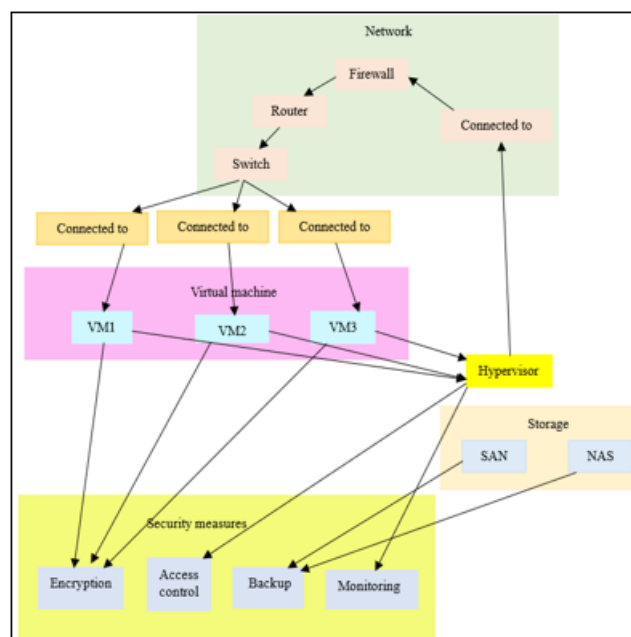 Network
Firewall
Router
Connected to
Switch
Connected to
Connected to
Connected to
Virtual machine
VM1
VM2
VM3
Hypervisor
Storage
SAN
NAS
Security measures
Encryption
Access
control
Backup
Monitoring